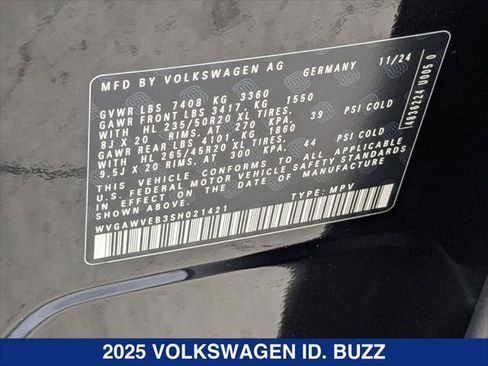 MFD BY VOLKSWAGEN AG GERMANY 11/24
GVWR LBS 7408 KG 3360
GAWR FRONT LBS 3417, KG 1550
WITH HL 235/50R20 XL TIRES, 39 PSI COLD
8J X 20 RIMS, AT 270 KPA.
GAWR REAR LBS 4101, KG 1860
WITH HL 265/45R20 XL TIRES, 44 PSI COLD
9.5J X 20 RIMS AT 300 KPA.
THIS VEHICLE CONFORMS TO ALL APPLICABLE
U.S. FEDERAL MOTOR VEHICLE SAFETY STANDARDS
IN EFFECT ON THE DATE OF MANUFACTURE
SHOWN ABOVE.
WVGAWVEB3SH021421 TYPE: MPV
4936224 U005 0
2025 VOLKSWAGEN ID. BUZZ